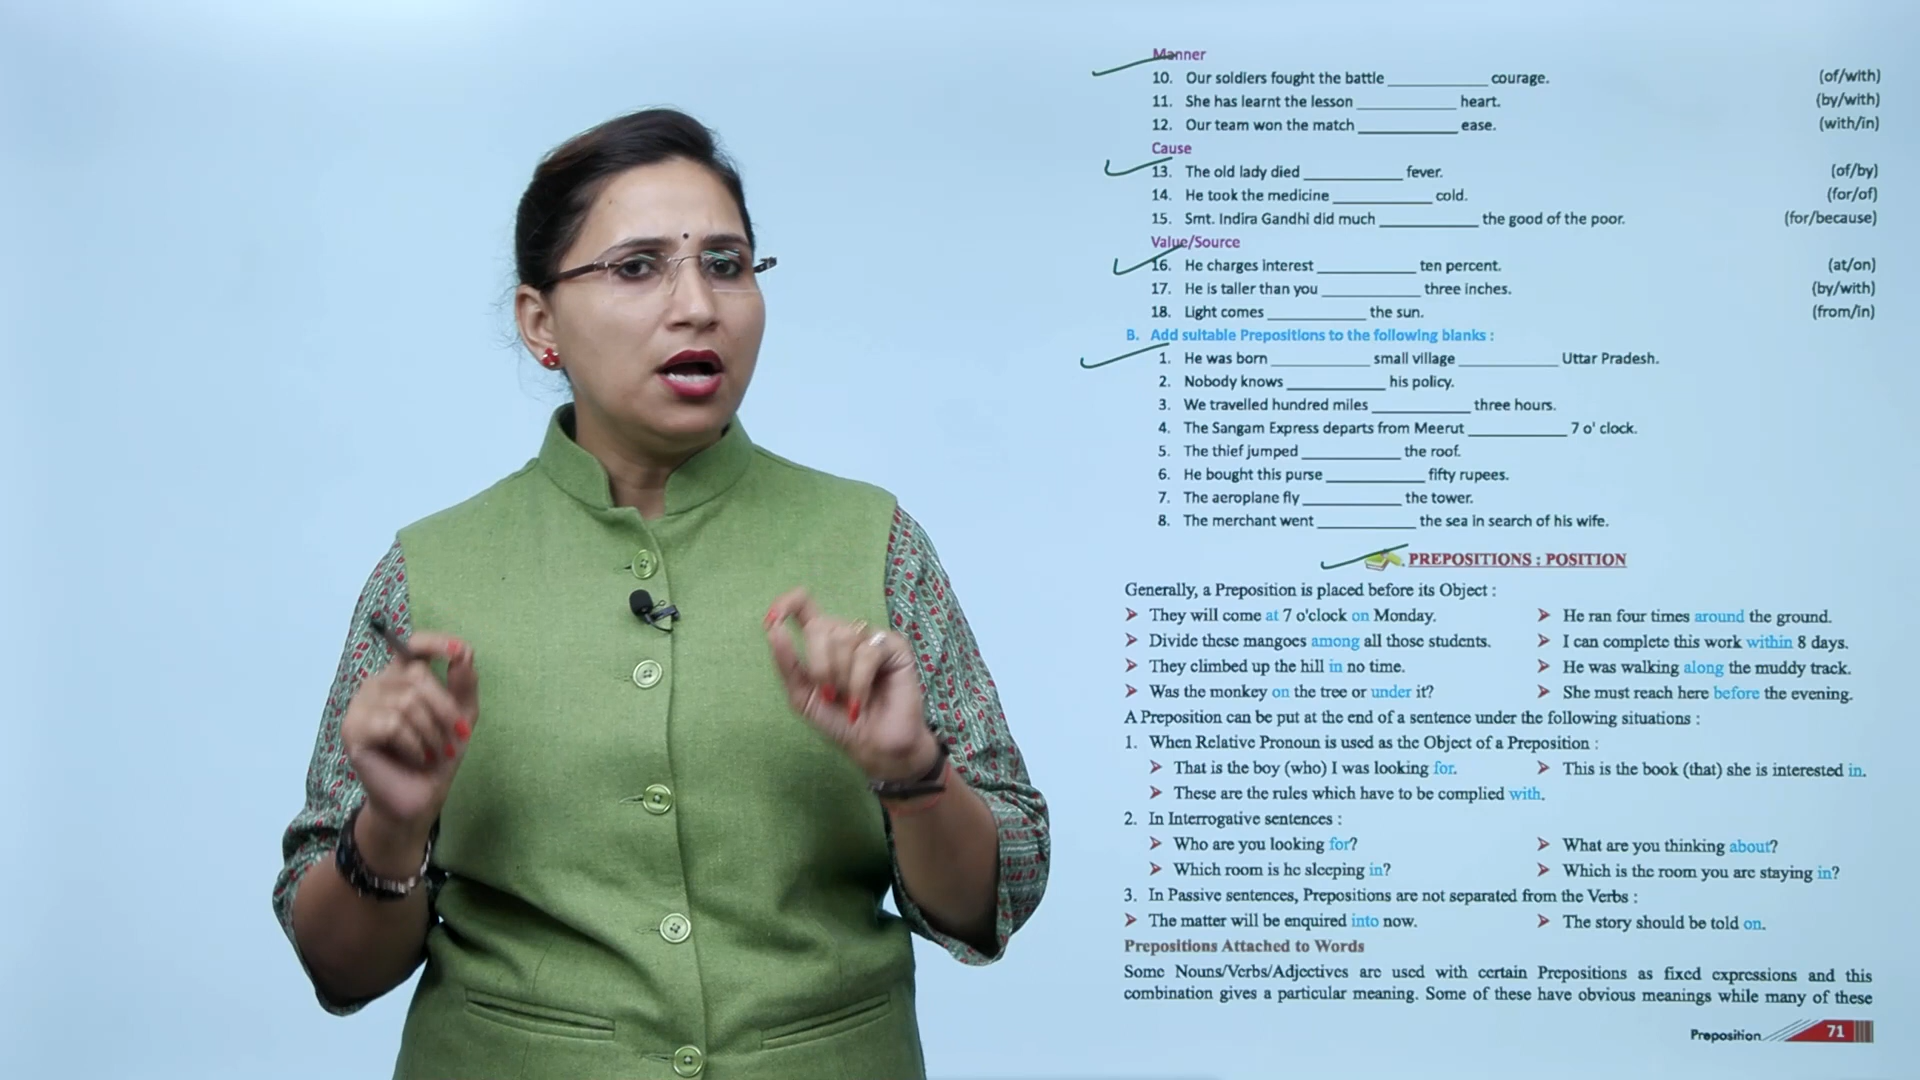 Manner
10. Our soldiers fought the battle ____________ courage. (of/with)
11. She has learnt the lesson ____________ heart. (by/with)
12. Our team won the match ____________ ease. (with/in)
Cause
13. The old lady died ____________ fever. (of/by)
14. He took the medicine ____________ cold. (for/of)
15. Smt. Indira Gandhi did much ____________ the good of the poor. (for/because)
Value/Source
16. He charges interest ____________ ten percent. (at/on)
17. He is taller than you ____________ three inches. (by/with)
18. Light comes ____________ the sun. (from/in)
B. Add suitable Prepositions to the following blanks :
1. He was born ____________ small village ____________ Uttar Pradesh.
2. Nobody knows ____________ his policy.
3. We travelled hundred miles ____________ three hours.
4. The Sangam Express departs from Meerut ____________ 7 o' clock.
5. The thief jumped ____________ the roof.
6. He bought this purse ____________ fifty rupees.
7. The aeroplane fly ____________ the tower.
8. The merchant went ____________ the sea in search of his wife.
PREPOSITIONS : POSITION
Generally, a Preposition is placed before its Object :
They will come at 7 o'clock on Monday. He ran four times around the ground.
Divide these mangoes among all those students. I can complete this work within 8 days.
They climbed up the hill in no time. He was walking along the muddy track.
Was the monkey on the tree or under it? She must reach here before the evening.
A Preposition can be put at the end of a sentence under the following situations :
1. When Relative Pronoun is used as the Object of a Preposition :
That is the boy (who) I was looking for. This is the book (that) she is interested in.
These are the rules which have to be complied with.
2. In Interrogative sentences :
Who are you looking for? What are you thinking about?
Which room is he sleeping in? Which is the room you are staying in?
3. In Passive sentences, Prepositions are not separated from the Verbs :
The matter will be enquired into now. The story should be told on.
Prepositions Attached to Words
Some Nouns/Verbs/Adjectives are used with certain Prepositions as fixed expressions and this
combination gives a particular meaning. Some of these have obvious meanings while many of these
Preposition 71